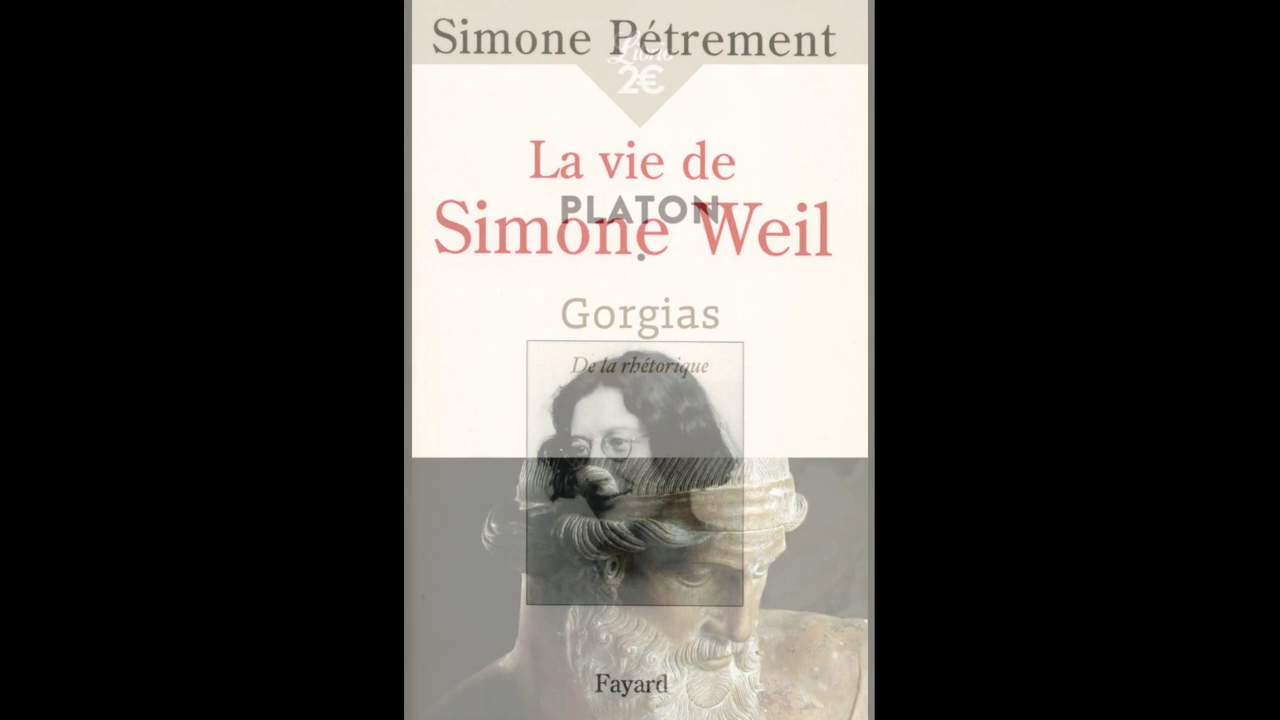 Simone Pétrement
Librio
2€
La vie de
PLATON
Simone Weil
Gorgias
De la rhétorique
Fayard